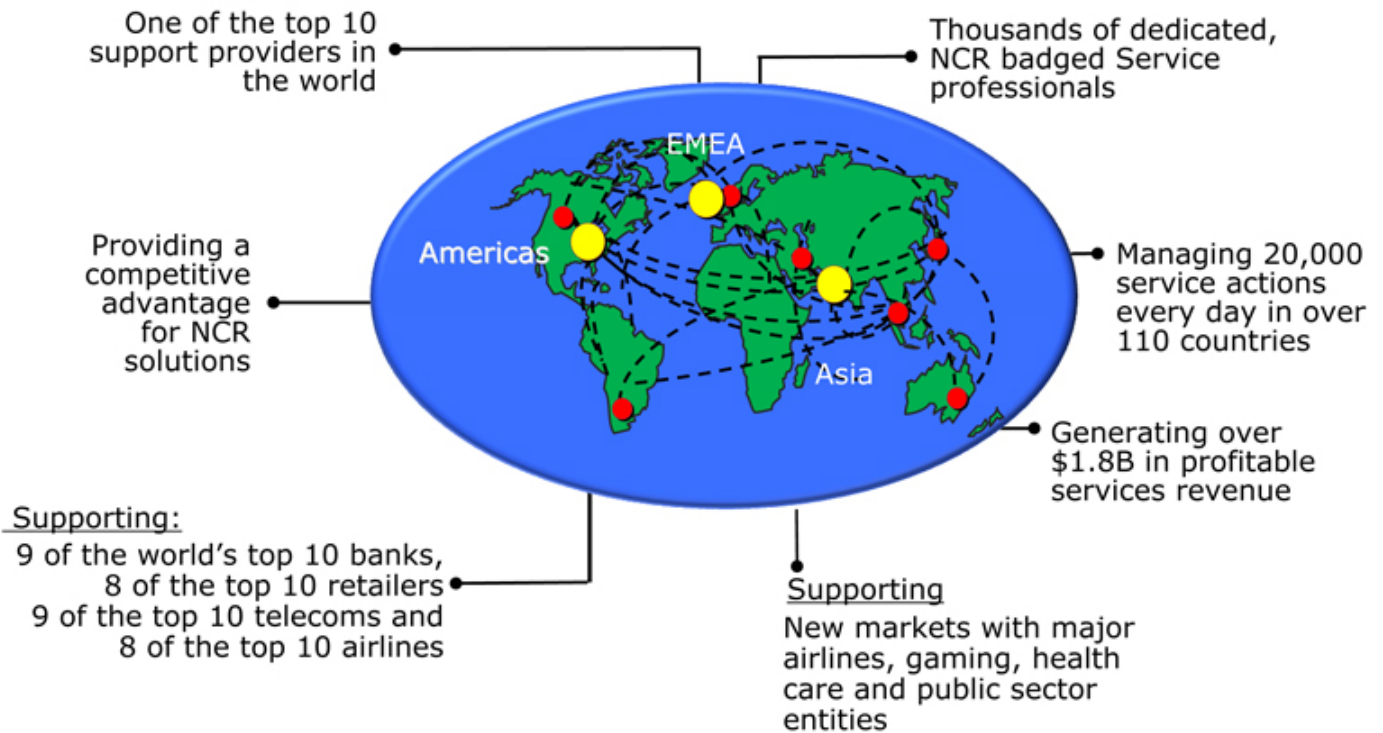 One of the top 10
support providers in
the world
Thousands of dedicated,
NCR badged Service
professionals
EMEA
Americas
Asia
Providing a
competitive
advantage
for NCR
solutions
Managing 20,000
service actions
every day in over
110 countries
Generating over
$1.8B in profitable
services revenue
Supporting:
9 of the world’s top 10 banks,
8 of the top 10 retailers
9 of the top 10 telecoms and
8 of the top 10 airlines
Supporting
New markets with major
airlines, gaming, health
care and public sector
entities